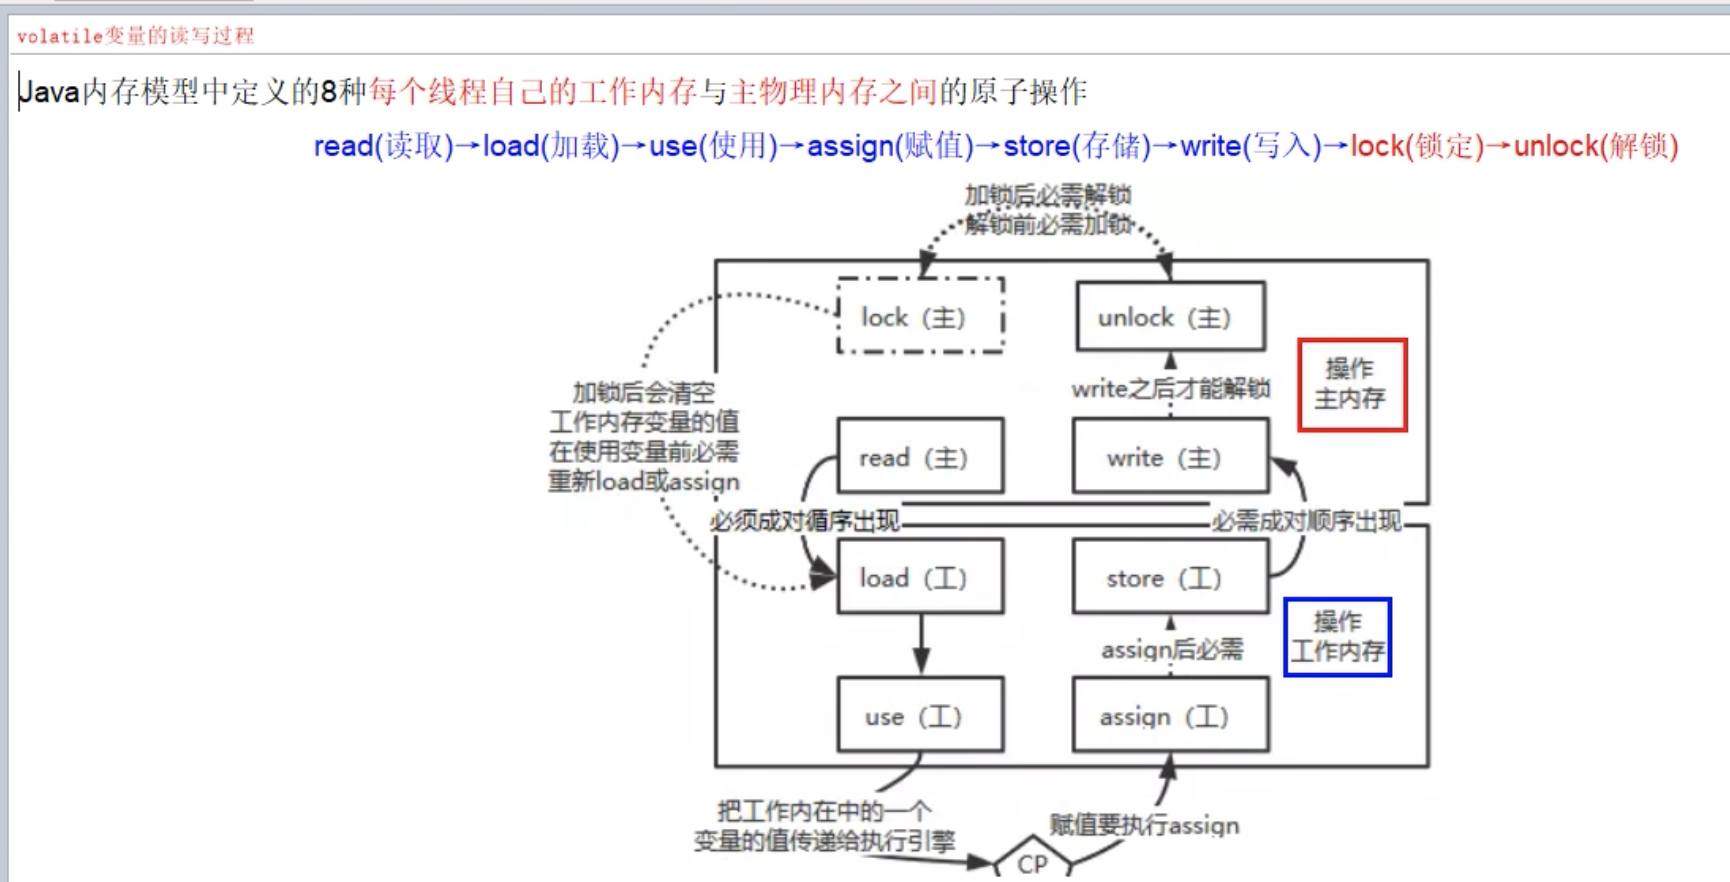 volatile变量的读写过程
Java内存模型中定义的8种每个线程自己的工作内存与主物理内存之间的原子操作
read(读取)→load(加载)→use(使用)→assign(赋值)→store(存储)→write(写入)→lock(锁定)→unlock(解锁)
加锁后必需解锁
解锁前必需加锁
lock（主）
unlock（主）
操作
主内存
write之后才能解锁
加锁后会清空
工作内存变量的值
在使用变量前必需
重新load或assign
read（主）
write（主）
必须成对循序出现
必需成对顺序出现
load（工）
store（工）
操作
工作内存
assign后必需
use（工）
assign（工）
把工作内在中的一个
变量的值传递给执行引擎
赋值要执行assign
CP